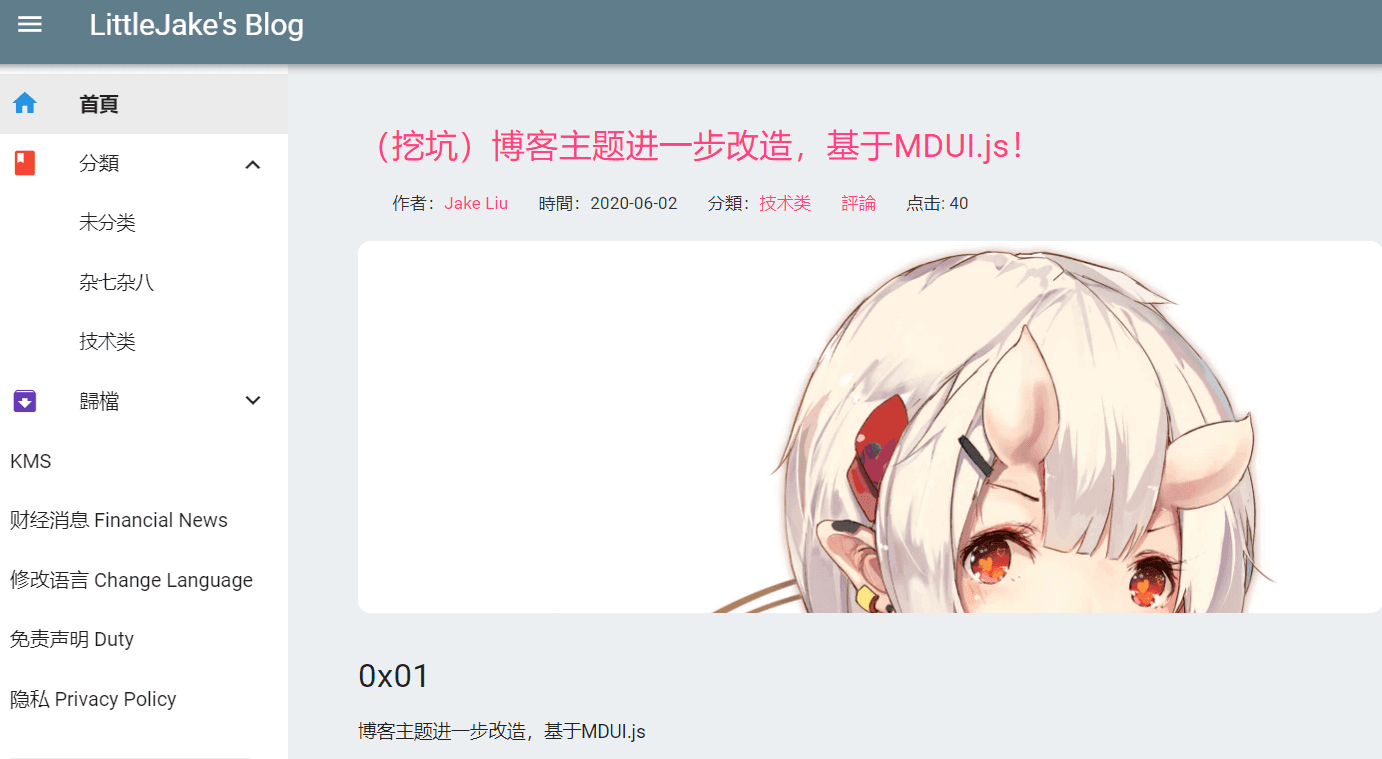 LittleJake's Blog
首頁
分類
未分类
杂七杂八
技术类
歸檔
KMS
财经消息 Financial News
修改语言 Change Language
免责声明 Duty
隐私 Privacy Policy
（挖坑）博客主题进一步改造，基于MDUI.js！
作者：Jake Liu 時間：2020-06-02 分類：技术类 評論 点击: 40
0x01
博客主题进一步改造，基于MDUI.js